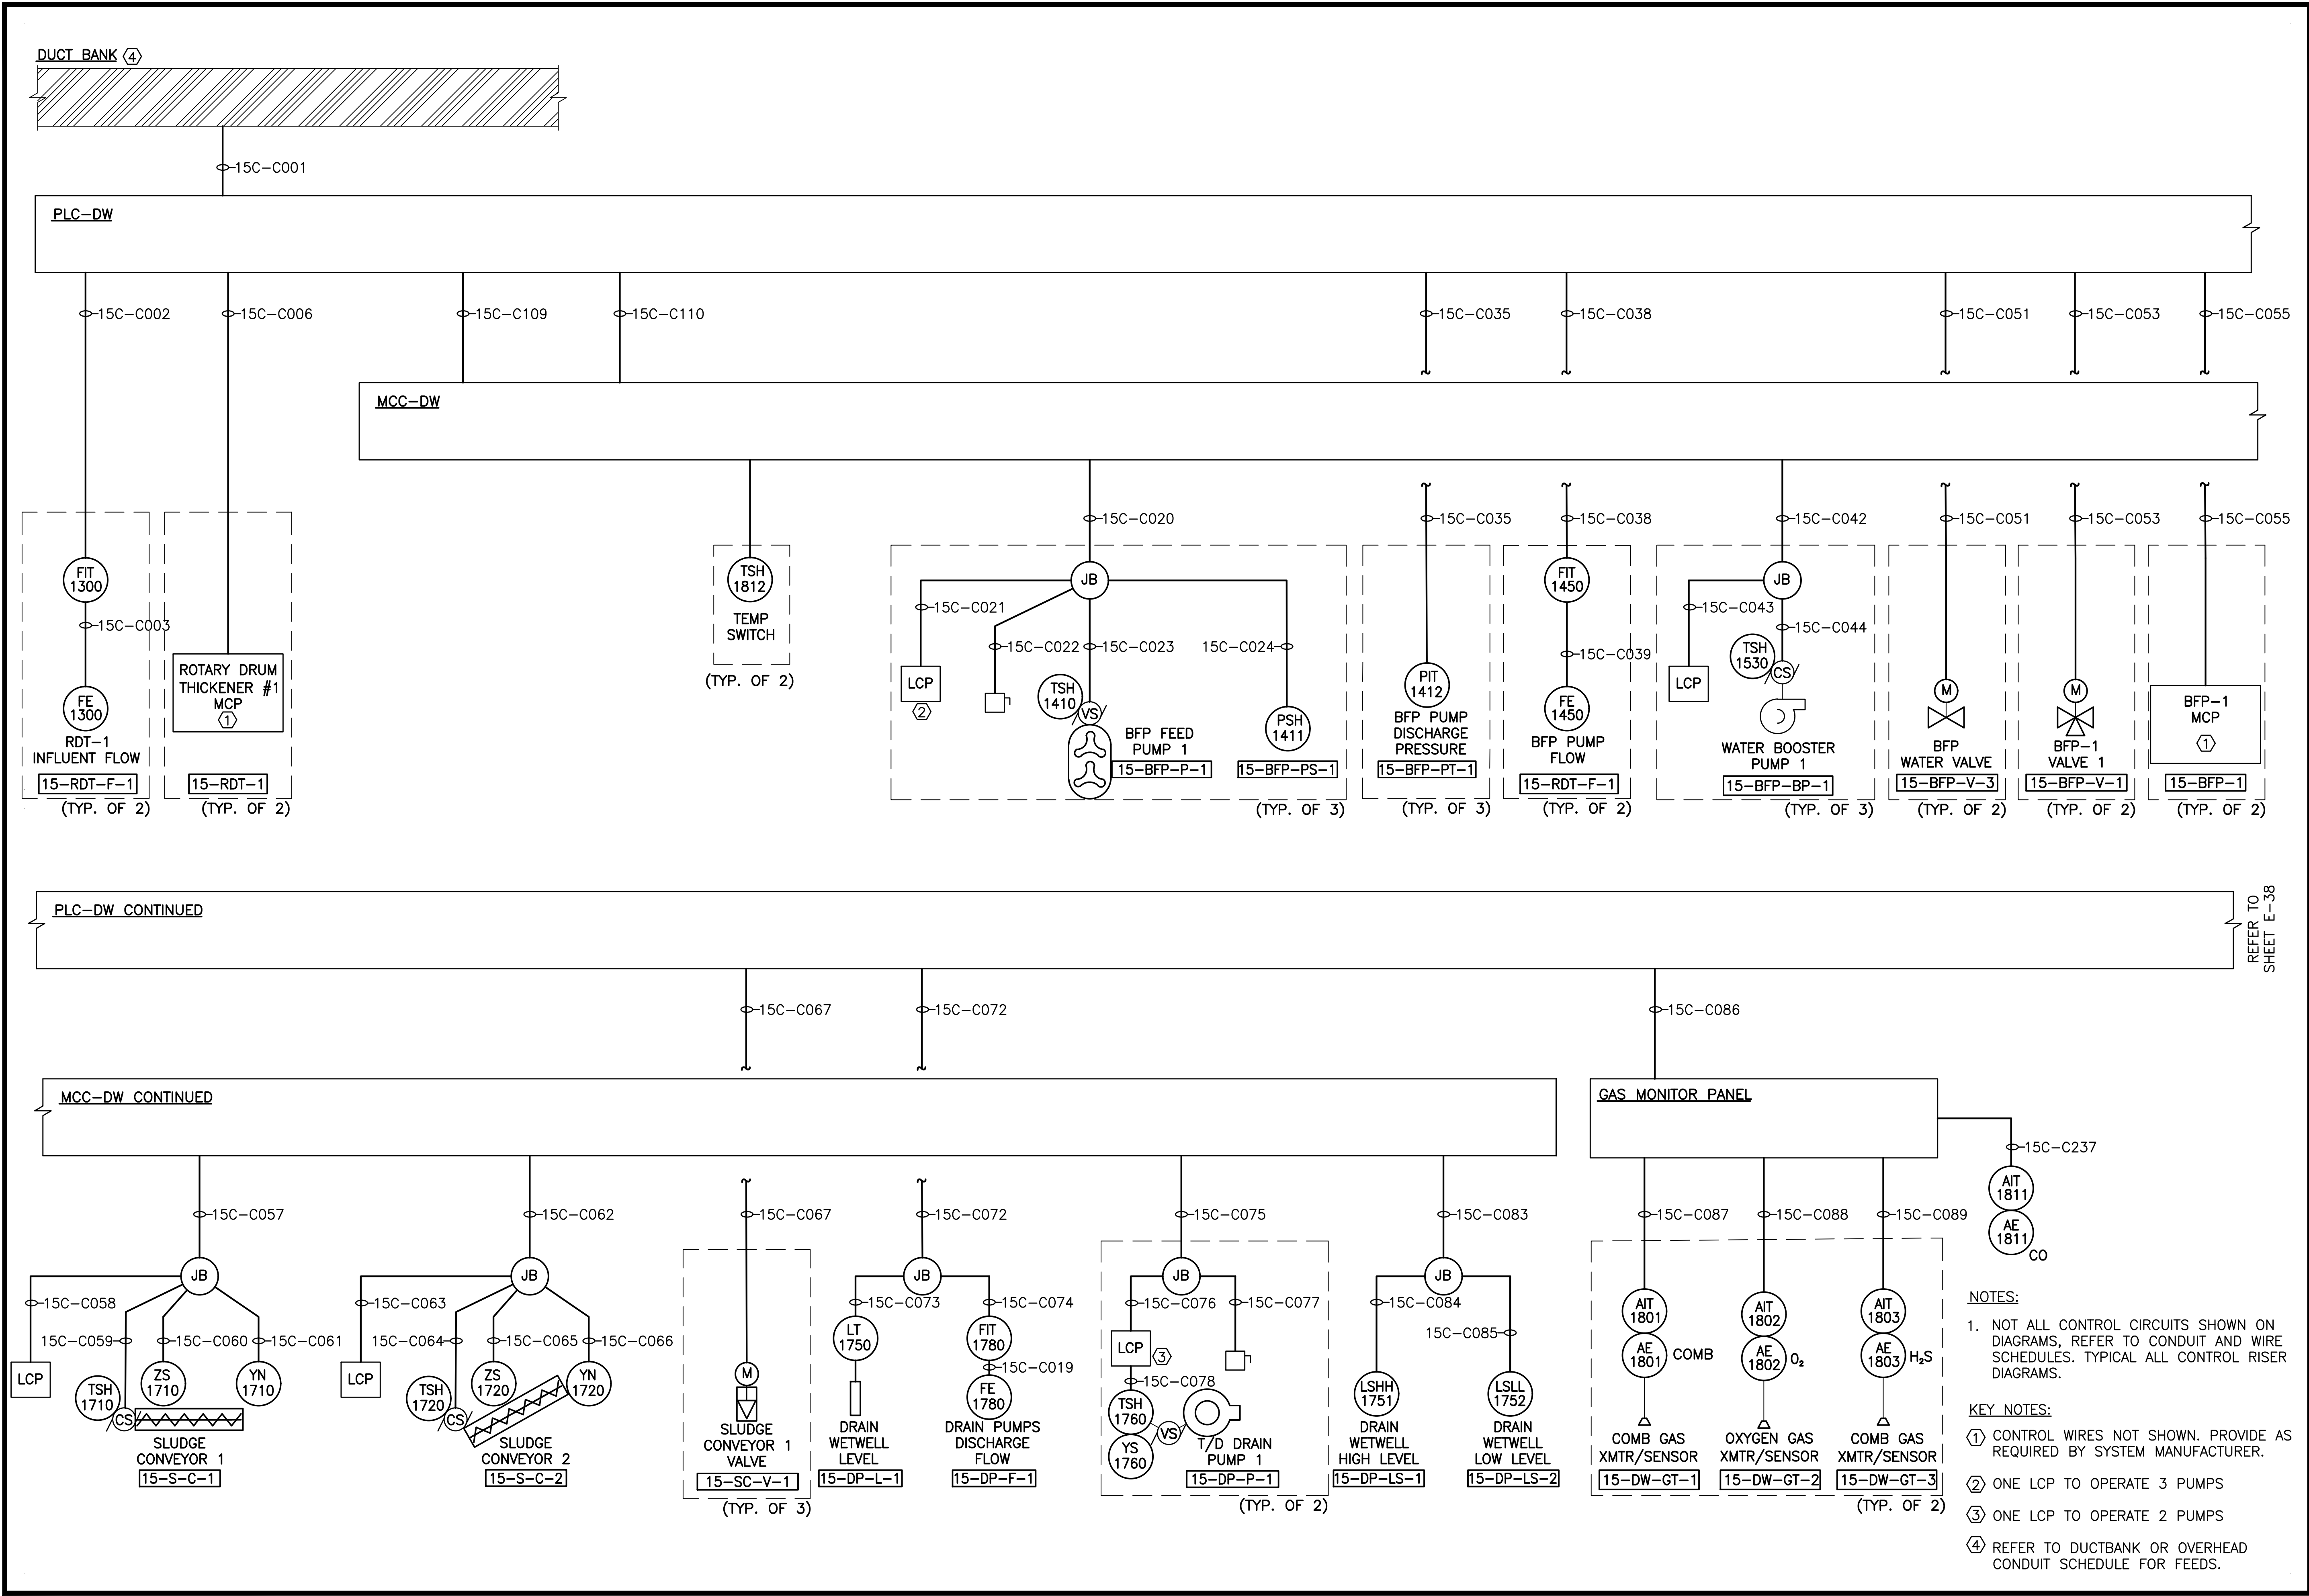 DUCT BANK 4
15C-C001
PLC-DW
15C-C002
15C-C006
15C-C109
15C-C110
15C-C035
15C-C038
15C-C051
15C-C053
15C-C055
MCC-DW
15C-C020
15C-C035
15C-C038
15C-C042
15C-C051
15C-C053
15C-C055
FIT
1300
15C-C003
FE
1300
RDT-1
INFLUENT FLOW
15-RDT-F-1
(TYP. OF 2)
ROTARY DRUM
THICKENER #1
MCP
1
15-RDT-1
(TYP. OF 2)
TSH
1812
TEMP
SWITCH
(TYP. OF 2)
JB
15C-C021
15C-C022
15C-C023
15C-C024
LCP
2
TSH
1410
VS
BFP FEED
PUMP 1
15-BFP-P-1
PSH
1411
15-BFP-PS-1
(TYP. OF 3)
PIT
1412
BFP PUMP
DISCHARGE
PRESSURE
15-BFP-PT-1
(TYP. OF 3)
FIT
1450
15C-C039
FE
1450
BFP PUMP
FLOW
15-RDT-F-1
(TYP. OF 2)
JB
15C-C043
15C-C044
LCP
TSH
1530
CS
WATER BOOSTER
PUMP 1
15-BFP-BP-1
(TYP. OF 3)
M
BFP
WATER VALVE
15-BFP-V-3
(TYP. OF 2)
M
BFP-1
VALVE 1
15-BFP-V-1
(TYP. OF 2)
BFP-1
MCP
1
15-BFP-1
(TYP. OF 2)
PLC-DW CONTINUED
REFER TO
SHEET E-38
15C-C067
15C-C072
15C-C086
MCC-DW CONTINUED
GAS MONITOR PANEL
15C-C237
AIT
1811
AE
1811
CO
15C-C057
15C-C062
15C-C067
15C-C072
15C-C075
15C-C083
15C-C087
15C-C088
15C-C089
JB
15C-C058
15C-C059
15C-C060
15C-C061
LCP
TSH
1710
CS
ZS
1710
YN
1710
SLUDGE
CONVEYOR 1
15-S-C-1
JB
15C-C063
15C-C064
15C-C065
15C-C066
LCP
TSH
1720
CS
ZS
1720
YN
1720
SLUDGE
CONVEYOR 2
15-S-C-2
M
SLUDGE
CONVEYOR 1
VALVE
15-SC-V-1
(TYP. OF 3)
JB
15C-C073
15C-C074
LT
1750
DRAIN
WETWELL
LEVEL
15-DP-L-1
FIT
1780
15C-C019
FE
1780
DRAIN PUMPS
DISCHARGE
FLOW
15-DP-F-1
JB
15C-C076
15C-C077
LCP
3
15C-C078
TSH
1760
YS
1760
VS
T/D DRAIN
PUMP 1
15-DP-P-1
(TYP. OF 2)
JB
15C-C084
15C-C085
LSHH
1751
DRAIN
WETWELL
HIGH LEVEL
15-DP-LS-1
LSLL
1752
DRAIN
WETWELL
LOW LEVEL
15-DP-LS-2
AIT
1801
AE
1801
COMB
COMB GAS
XMTR/SENSOR
15-DW-GT-1
AIT
1802
AE
1802
O₂
OXYGEN GAS
XMTR/SENSOR
15-DW-GT-2
AIT
1803
AE
1803
H₂S
COMB GAS
XMTR/SENSOR
15-DW-GT-3
(TYP. OF 2)
NOTES:
1. NOT ALL CONTROL CIRCUITS SHOWN ON
DIAGRAMS, REFER TO CONDUIT AND WIRE
SCHEDULES. TYPICAL ALL CONTROL RISER
DIAGRAMS.
KEY NOTES:
1 CONTROL WIRES NOT SHOWN. PROVIDE AS
REQUIRED BY SYSTEM MANUFACTURER.
2 ONE LCP TO OPERATE 3 PUMPS
3 ONE LCP TO OPERATE 2 PUMPS
4 REFER TO DUCTBANK OR OVERHEAD
CONDUIT SCHEDULE FOR FEEDS.